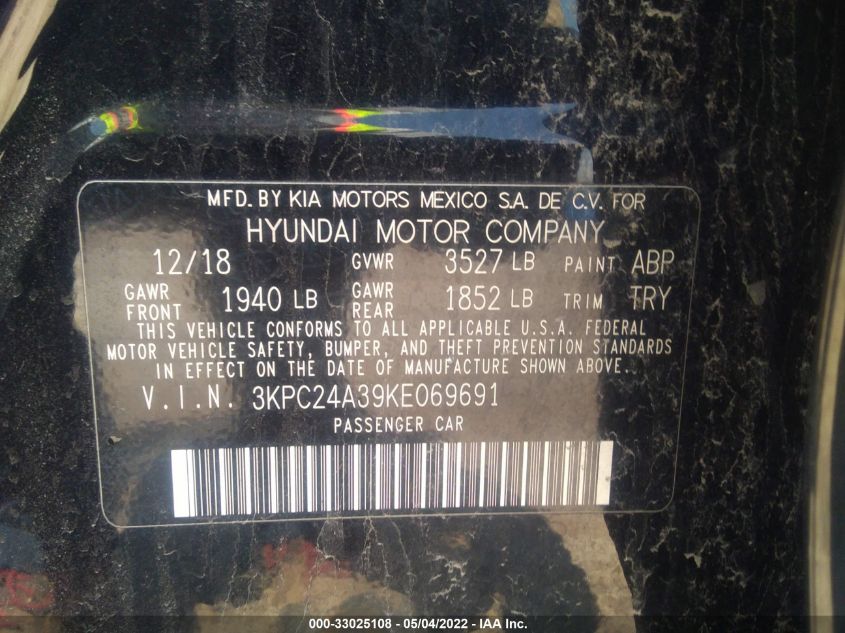 MFD. BY KIA MOTORS MEXICO S.A. DE C.V. FOR
HYUNDAI MOTOR COMPANY
12/18 GVWR 3527 LB PAINT ABP
GAWR FRONT 1940 LB GAWR REAR 1852 LB TRIM TRY
THIS VEHICLE CONFORMS TO ALL APPLICABLE U.S.A. FEDERAL
MOTOR VEHICLE SAFETY, BUMPER, AND THEFT PREVENTION STANDARDS
IN EFFECT ON THE DATE OF MANUFACTURE SHOWN ABOVE.
V.I.N. 3KPC24A39KE069691
PASSENGER CAR
000-33025108 - 05/04/2022 - IAA Inc.